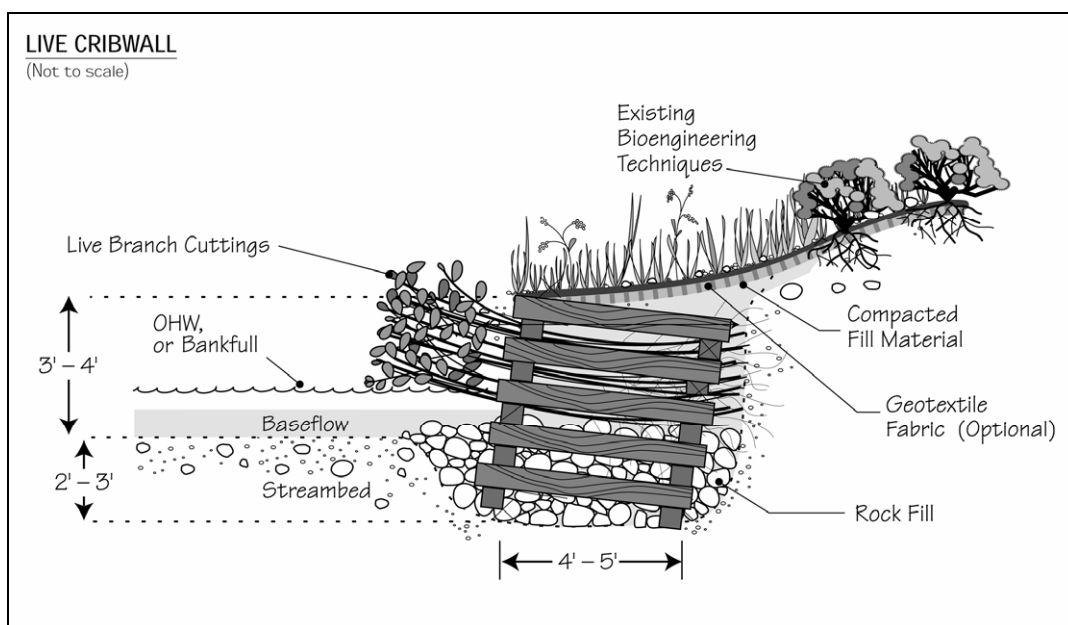 LIVE CRIBWALL
(Not to scale)
Existing
Bioengineering
Techniques
Live Branch Cuttings
OHW,
or Bankfull
3' – 4'
Compacted
Fill Material
Baseflow
Geotextile
Fabric (Optional)
2' – 3'
Streambed
Rock Fill
4' – 5'